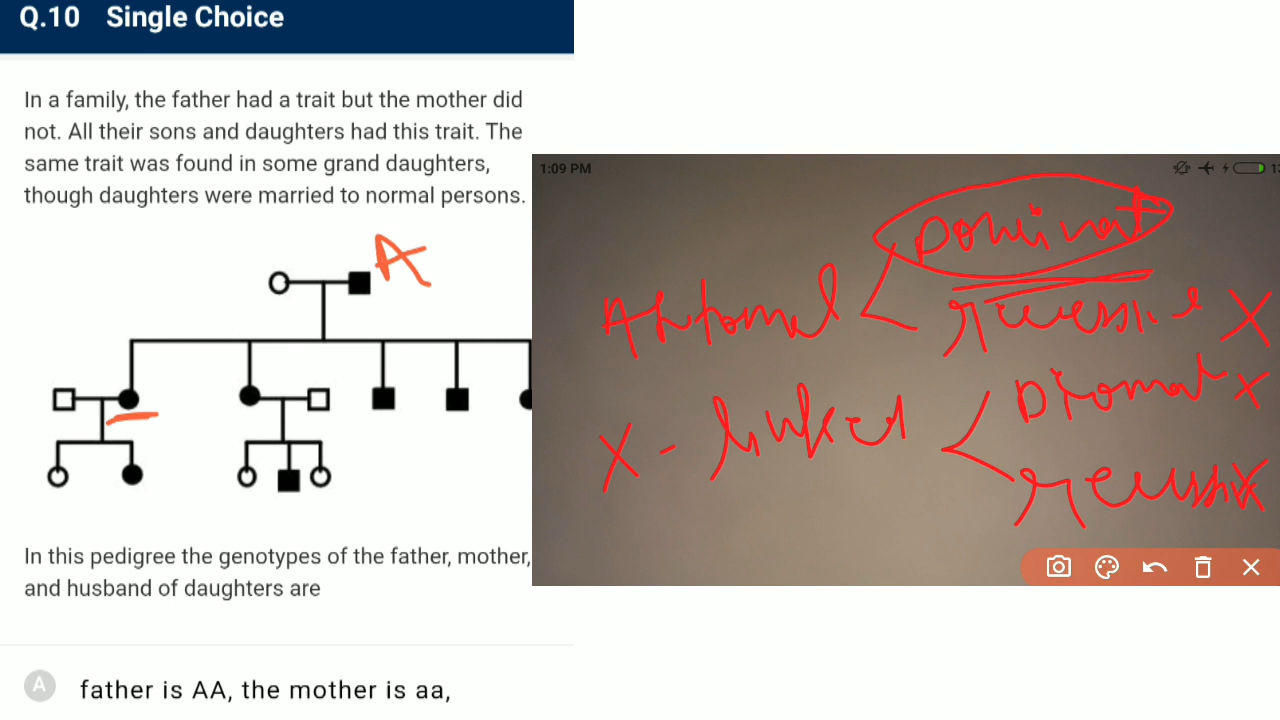 Q.10 Single Choice
In a family, the father had a trait but the mother did
not. All their sons and daughters had this trait. The
same trait was found in some grand daughters,
though daughters were married to normal persons.
A
1:09 PM
Dominat
Autosomal
recessive X
X-linked
Diomat X
recessive X
In this pedigree the genotypes of the father, mother,
and husband of daughters are
A father is AA, the mother is aa,